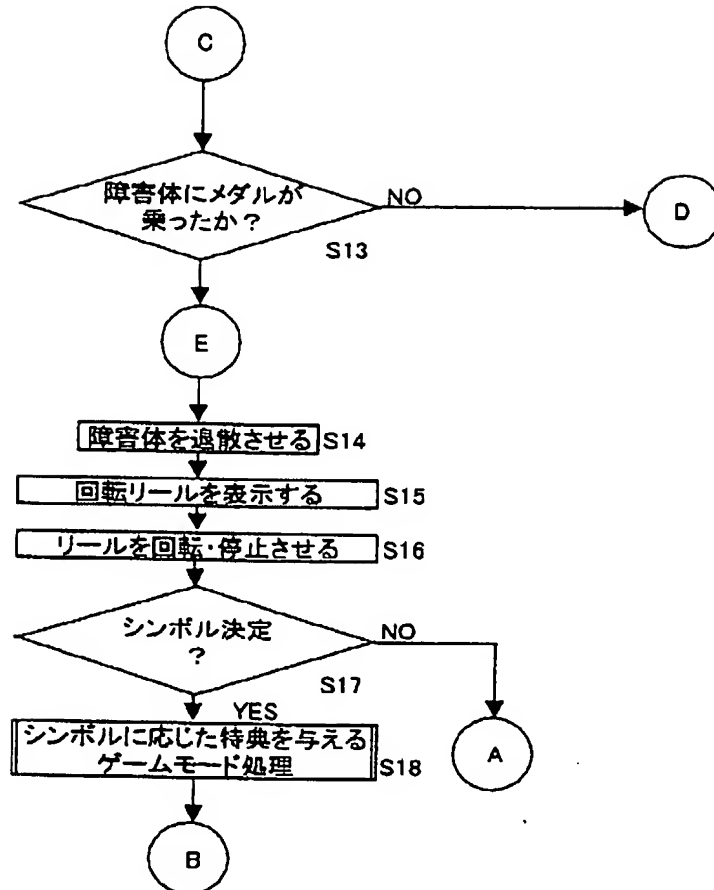 C
障害体にメダルが
乗ったか？
NO
D
S13
E
障害体を退散させる
S14
回転リールを表示する
S15
リールを回転・停止させる
S16
シンボル決定
？
NO
S17
YES
シンボルに応じた特典を与える
ゲームモード処理
S18
A
B